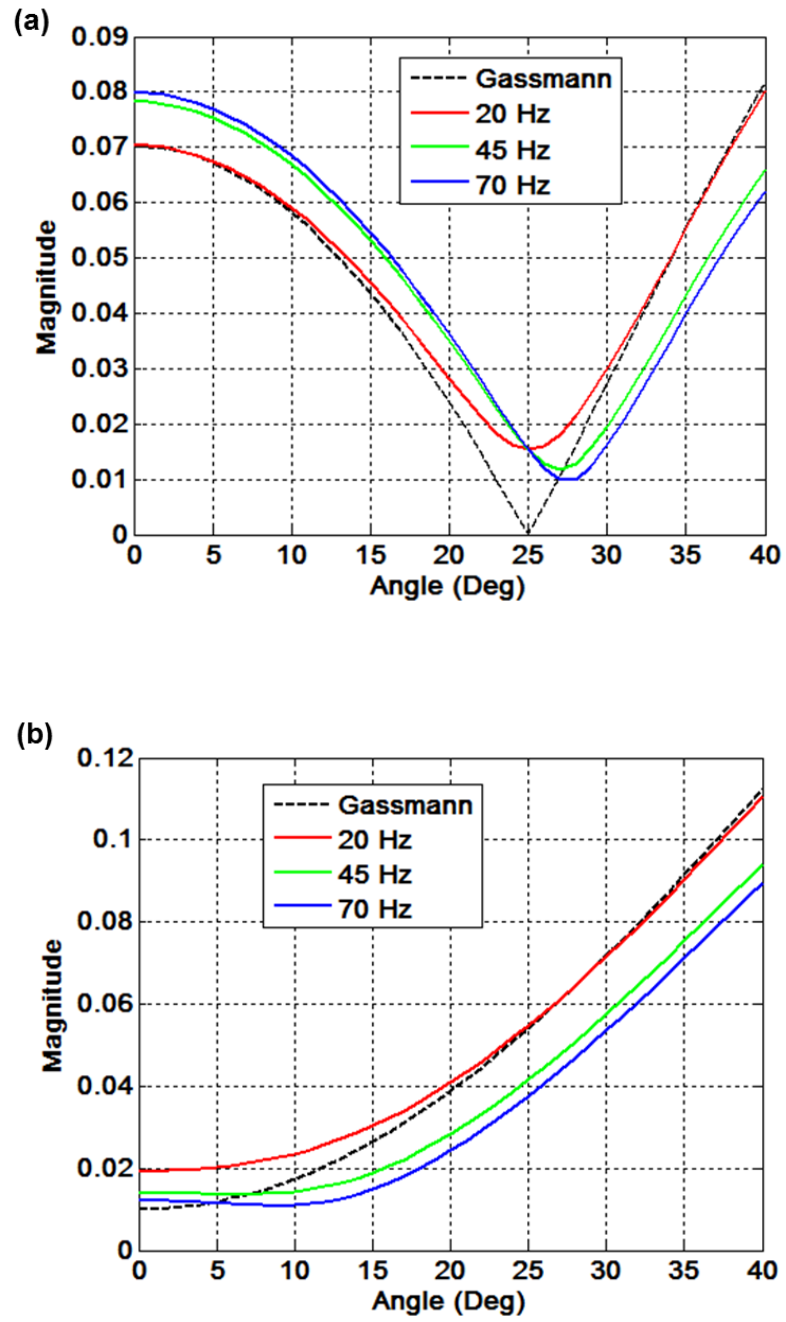 (a)
0.09
0.08
0.07
0.06
0.05
0.04
0.03
0.02
0.01
0
Magnitude
Gassmann
20 Hz
45 Hz
70 Hz
0 5 10 15 20 25 30 35 40
Angle (Deg)
(b)
0.12
0.1
0.08
0.06
0.04
0.02
0
Magnitude
Gassmann
20 Hz
45 Hz
70 Hz
0 5 10 15 20 25 30 35 40
Angle (Deg)